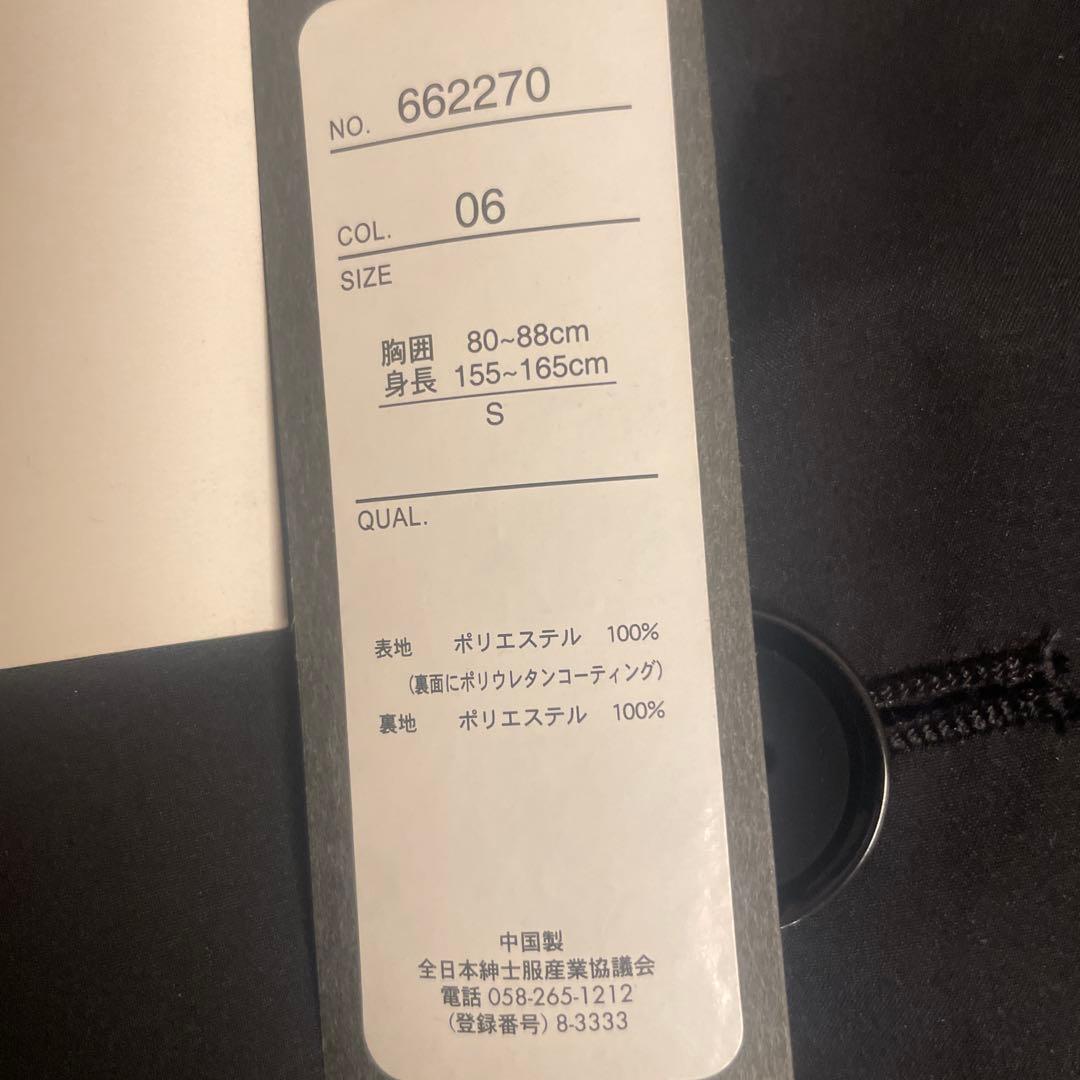 NO. 662270
COL. 06
SIZE
胸囲 80~88cm
身長 155~165cm
S
QUAL.
表地 ポリエステル 100%
(裏面にポリウレタンコーティング)
裏地 ポリエステル 100%
中国製
全日本紳士服産業協議会
電話 058-265-1212
(登録番号) 8-3333